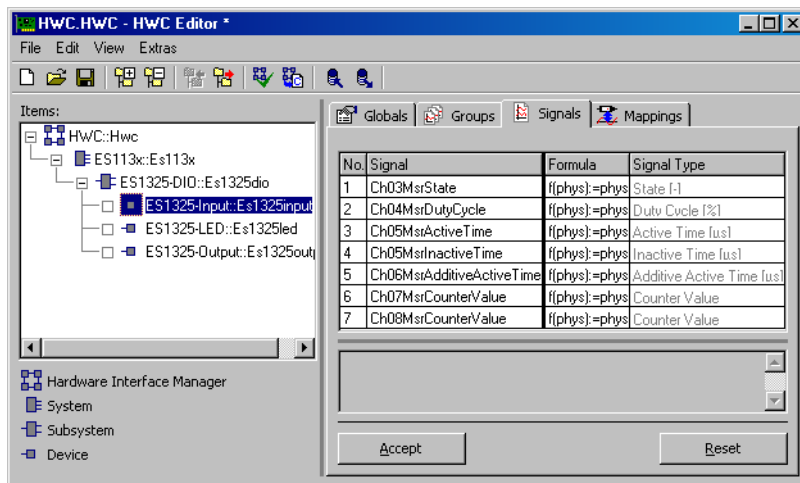 HWC.HWC - HWC Editor *
File Edit View Extras
Items:
HWC::Hwc
ES113x::Es113x
ES1325-DIO::Es1325dio
ES1325-Input::Es1325input
ES1325-LED::Es1325led
ES1325-Output::Es1325out
Hardware Interface Manager
System
Subsystem
Device
Globals Groups Signals Mappings
No. Signal Formula Signal Type
1 Ch03MsrState f(phys):=phys State [-]
2 Ch04MsrDutyCycle f(phys):=phys Duty Cycle [%]
3 Ch05MsrActiveTime f(phys):=phys Active Time [us]
4 Ch05MsrInactiveTime f(phys):=phys Inactive Time [us]
5 Ch06MsrAdditiveActiveTime f(phys):=phys Additive Active Time [us]
6 Ch07MsrCounterValue f(phys):=phys Counter Value
7 Ch08MsrCounterValue f(phys):=phys Counter Value
Accept Reset